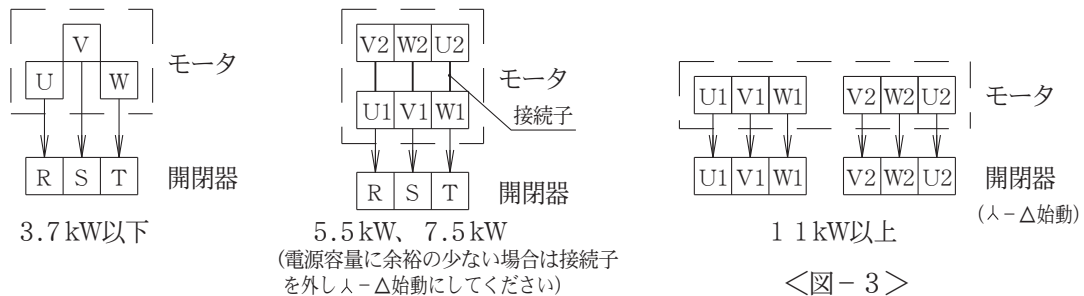 V
U W
モータ
R S T
開閉器
3.7kW以下
V2 W2 U2
モータ
U1 V1 W1
接続子
R S T
開閉器
5.5kW、7.5kW
(電源容量に余裕の少ない場合は接続子
を外し⅄－△始動にしてください)
U1 V1 W1 V2 W2 U2
モータ
U1 V1 W1 V2 W2 U2
開閉器
(⅄－△始動)
11kW以上
＜図－3＞